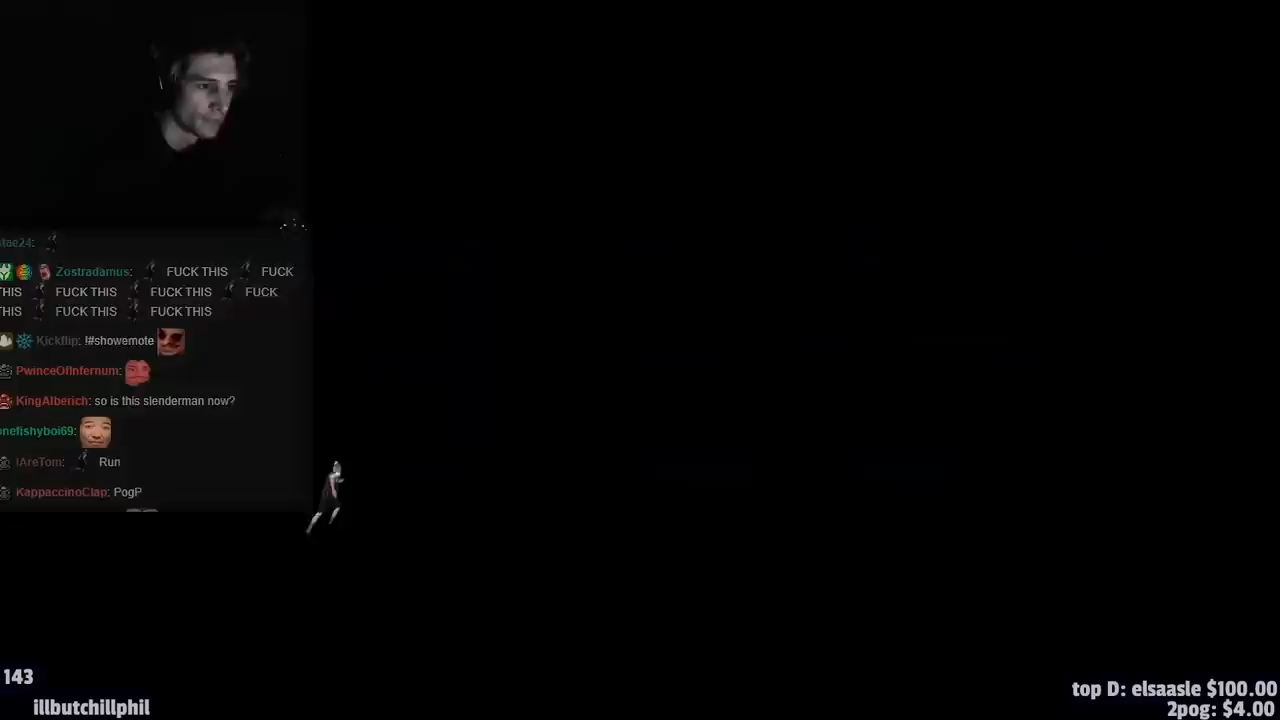 Zostradamus: FUCK THIS FUCK
THIS FUCK THIS FUCK THIS FUCK
THIS FUCK THIS FUCK THIS
Kickflip: !#showemote
PwinceOfInfernum:
KingAlberich: so is this slenderman now?
onefishyboi69:
IAreTom: Run
KappaccinoClap: PogP
143
illbutchillphil
top D: elsaasle $100.00
2pog: $4.00